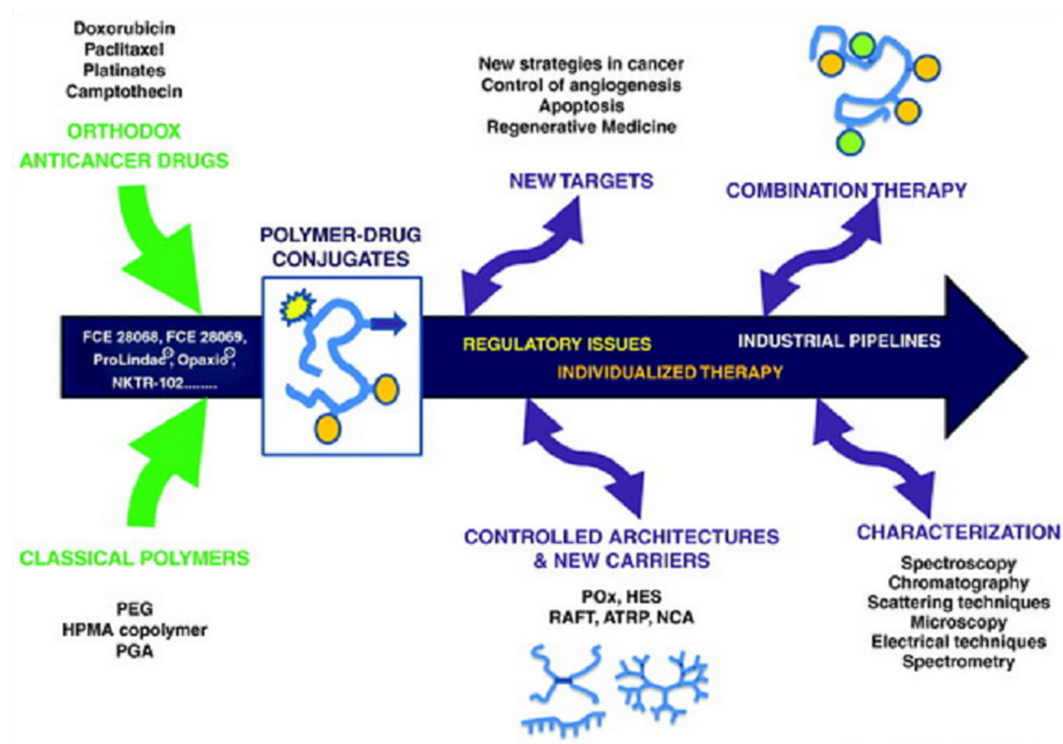 Doxorubicin
Paclitaxel
Platinates
Camptothecin
ORTHODOX
ANTICANCER DRUGS
New strategies in cancer
Control of angiogenesis
Apoptosis
Regenerative Medicine
NEW TARGETS
COMBINATION THERAPY
POLYMER-DRUG
CONJUGATES
FCE 28068, FCE 28069,
ProLindac®, Opaxio®,
NKTR-102........
REGULATORY ISSUES
INDUSTRIAL PIPELINES
INDIVIDUALIZED THERAPY
CLASSICAL POLYMERS
PEG
HPMA copolymer
PGA
CONTROLLED ARCHITECTURES
& NEW CARRIERS
POx, HES
RAFT, ATRP, NCA
CHARACTERIZATION
Spectroscopy
Chromatography
Scattering techniques
Microscopy
Electrical techniques
Spectrometry